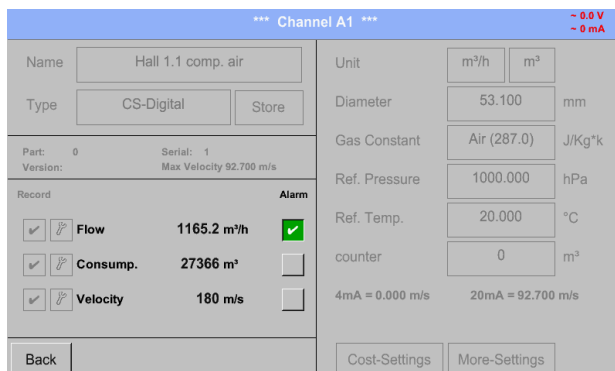 *** Channel A1 ***
~ 0.0 V
~ 0 mA
Name Hall 1.1 comp. air
Type CS-Digital Store
Part: 0 Serial: 1
Version: Max Velocity 92.700 m/s
Record Alarm
Flow 1165.2 m³/h
Consump. 27366 m³
Velocity 180 m/s
Back
Unit m³/h m³
Diameter 53.100 mm
Gas Constant Air (287.0) J/Kg*k
Ref. Pressure 1000.000 hPa
Ref. Temp. 20.000 °C
counter 0 m³
4mA = 0.000 m/s 20mA = 92.700 m/s
Cost-Settings More-Settings